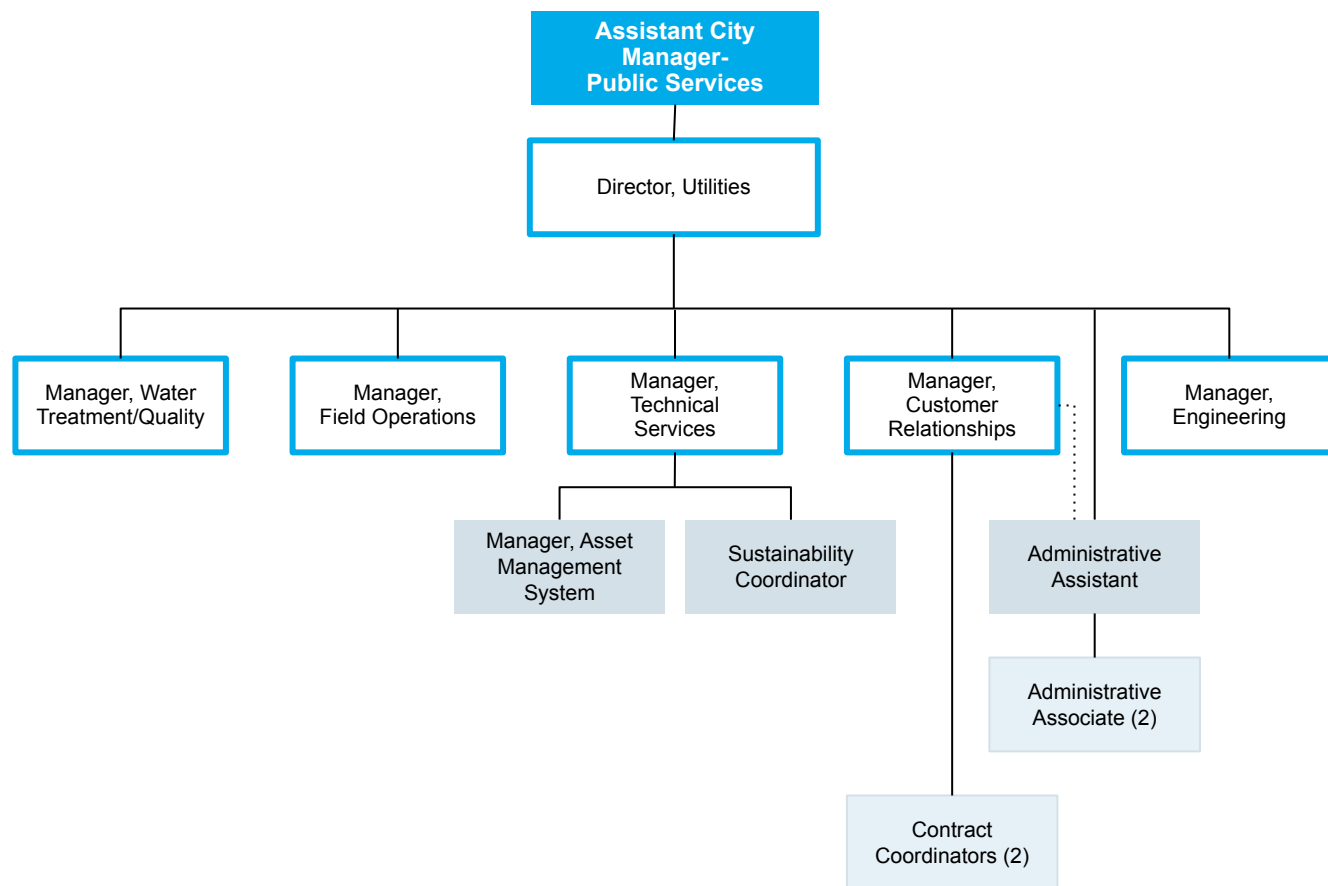 Assistant City
Manager-
Public Services
Director, Utilities
Manager, Water
Treatment/Quality
Manager,
Field Operations
Manager,
Technical
Services
Manager,
Customer
Relationships
Manager,
Engineering
Manager, Asset
Management
System
Sustainability
Coordinator
Administrative
Assistant
Administrative
Associate (2)
Contract
Coordinators (2)